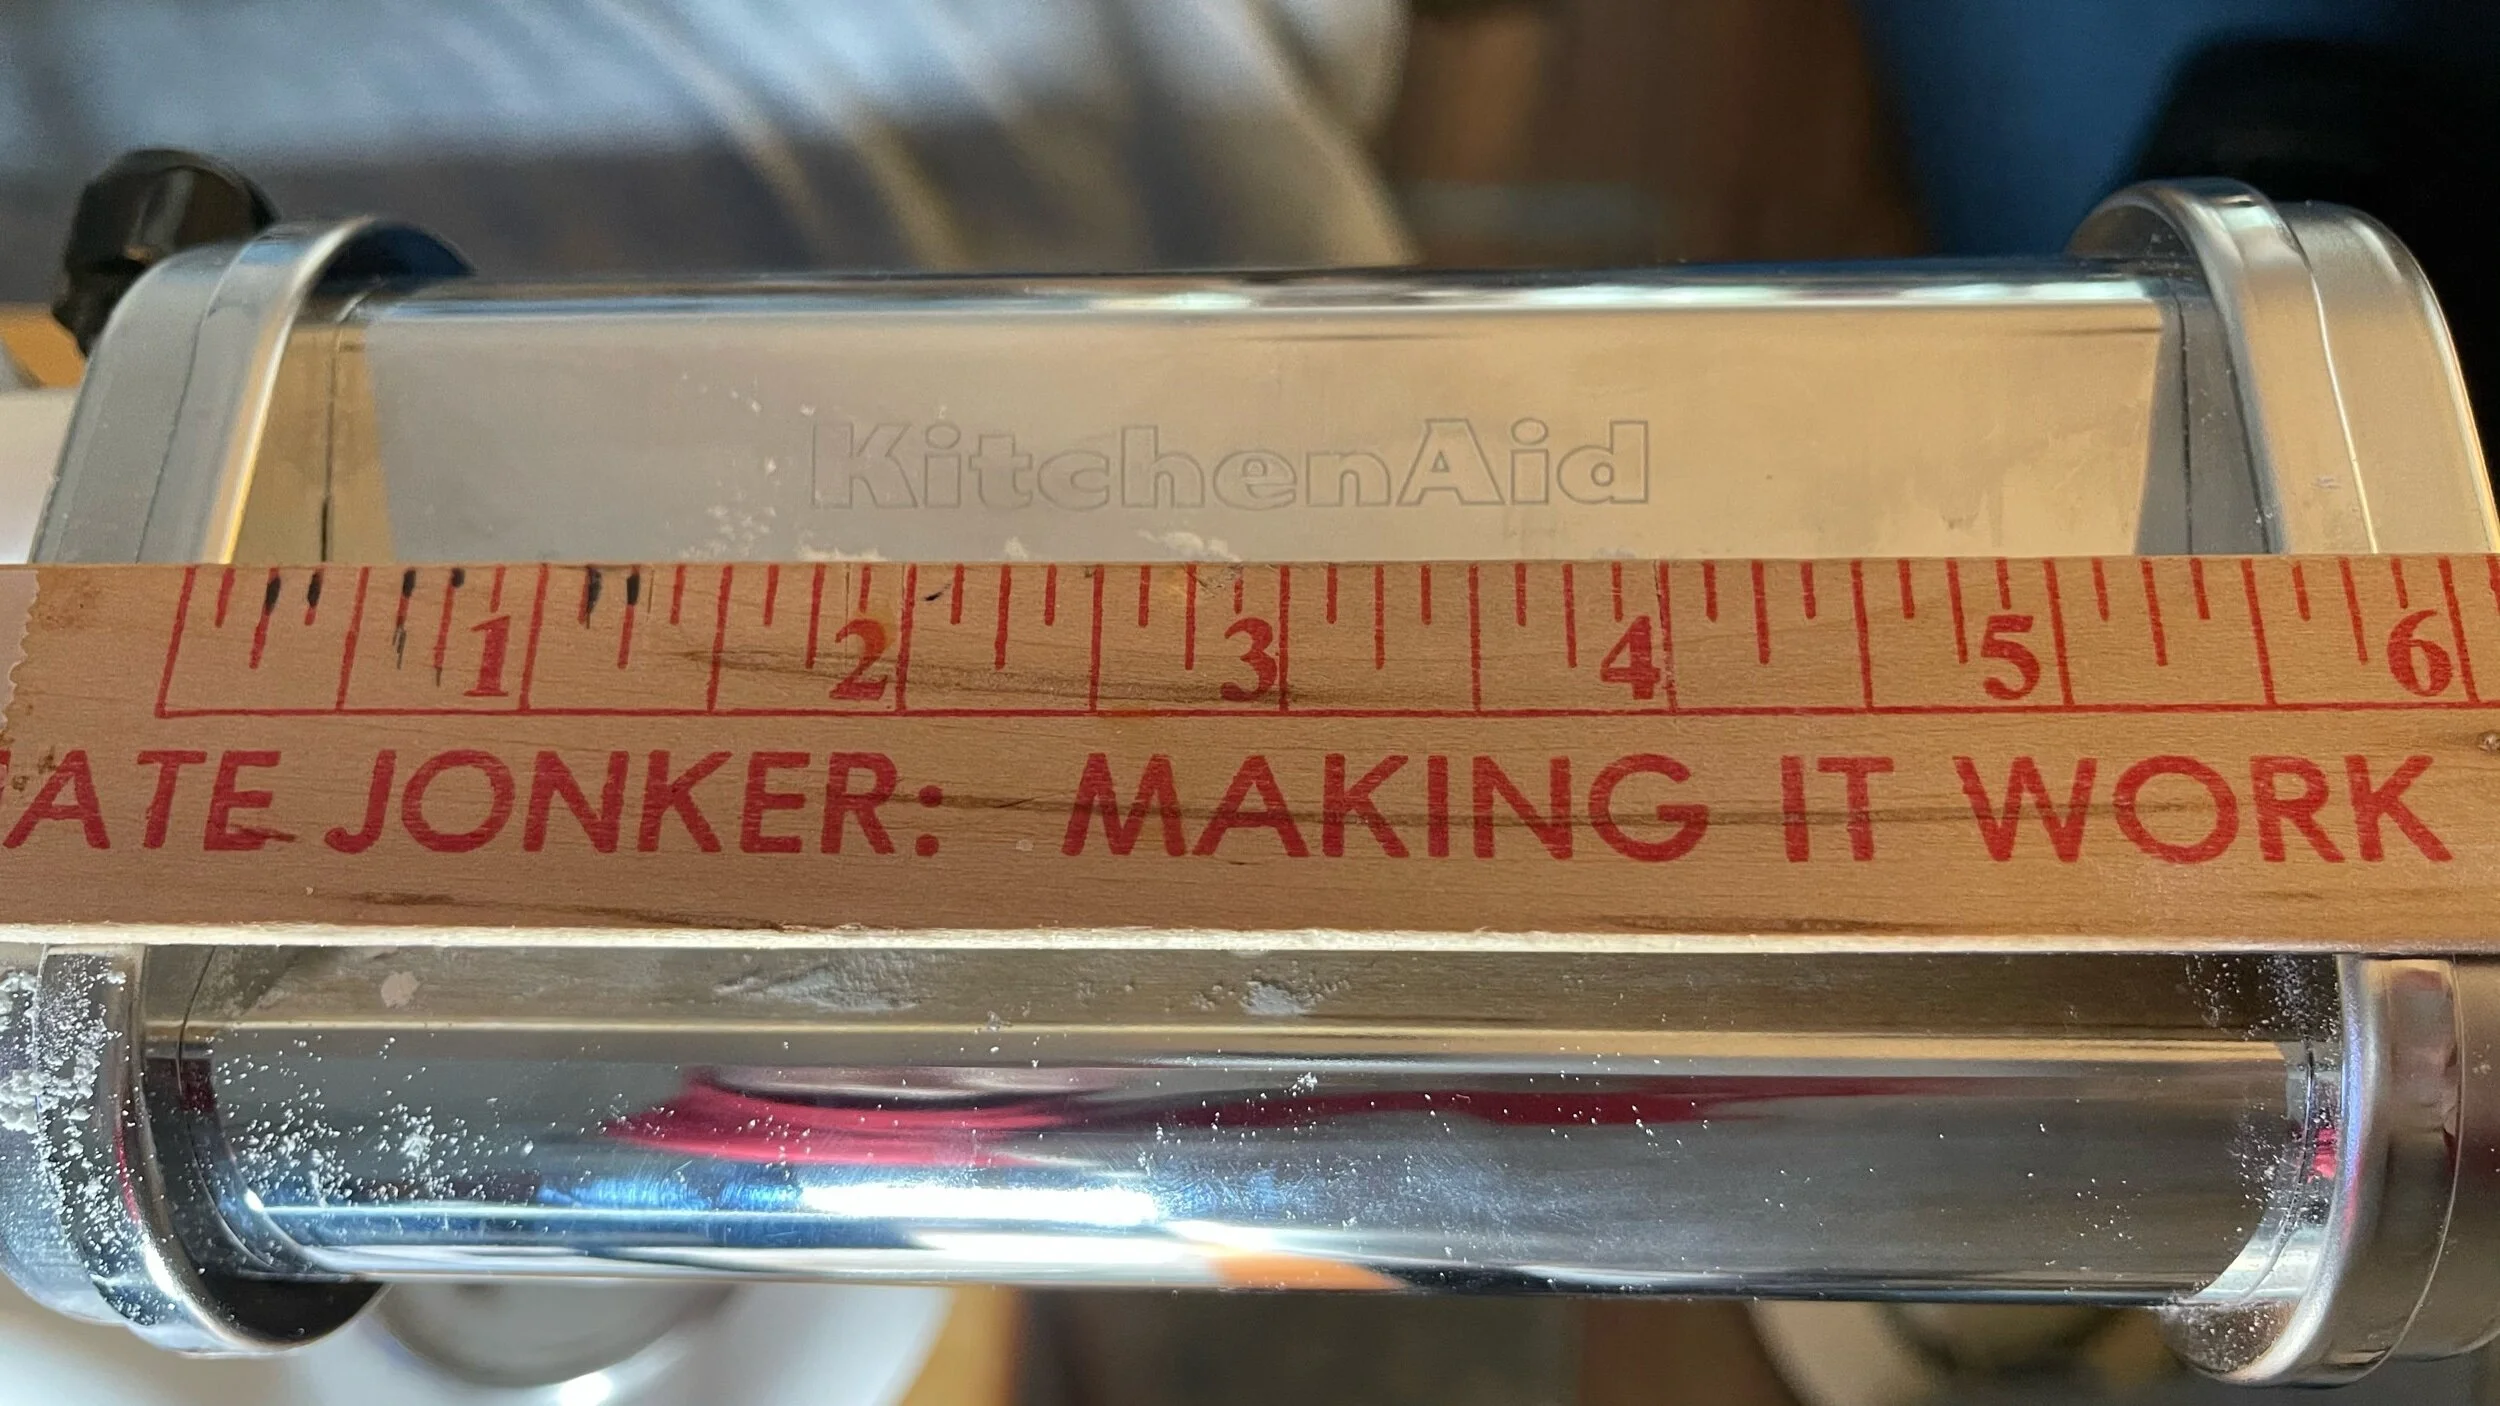 KitchenAid
1 2 3 4 5 6
ATE JONKER: MAKING IT WORK